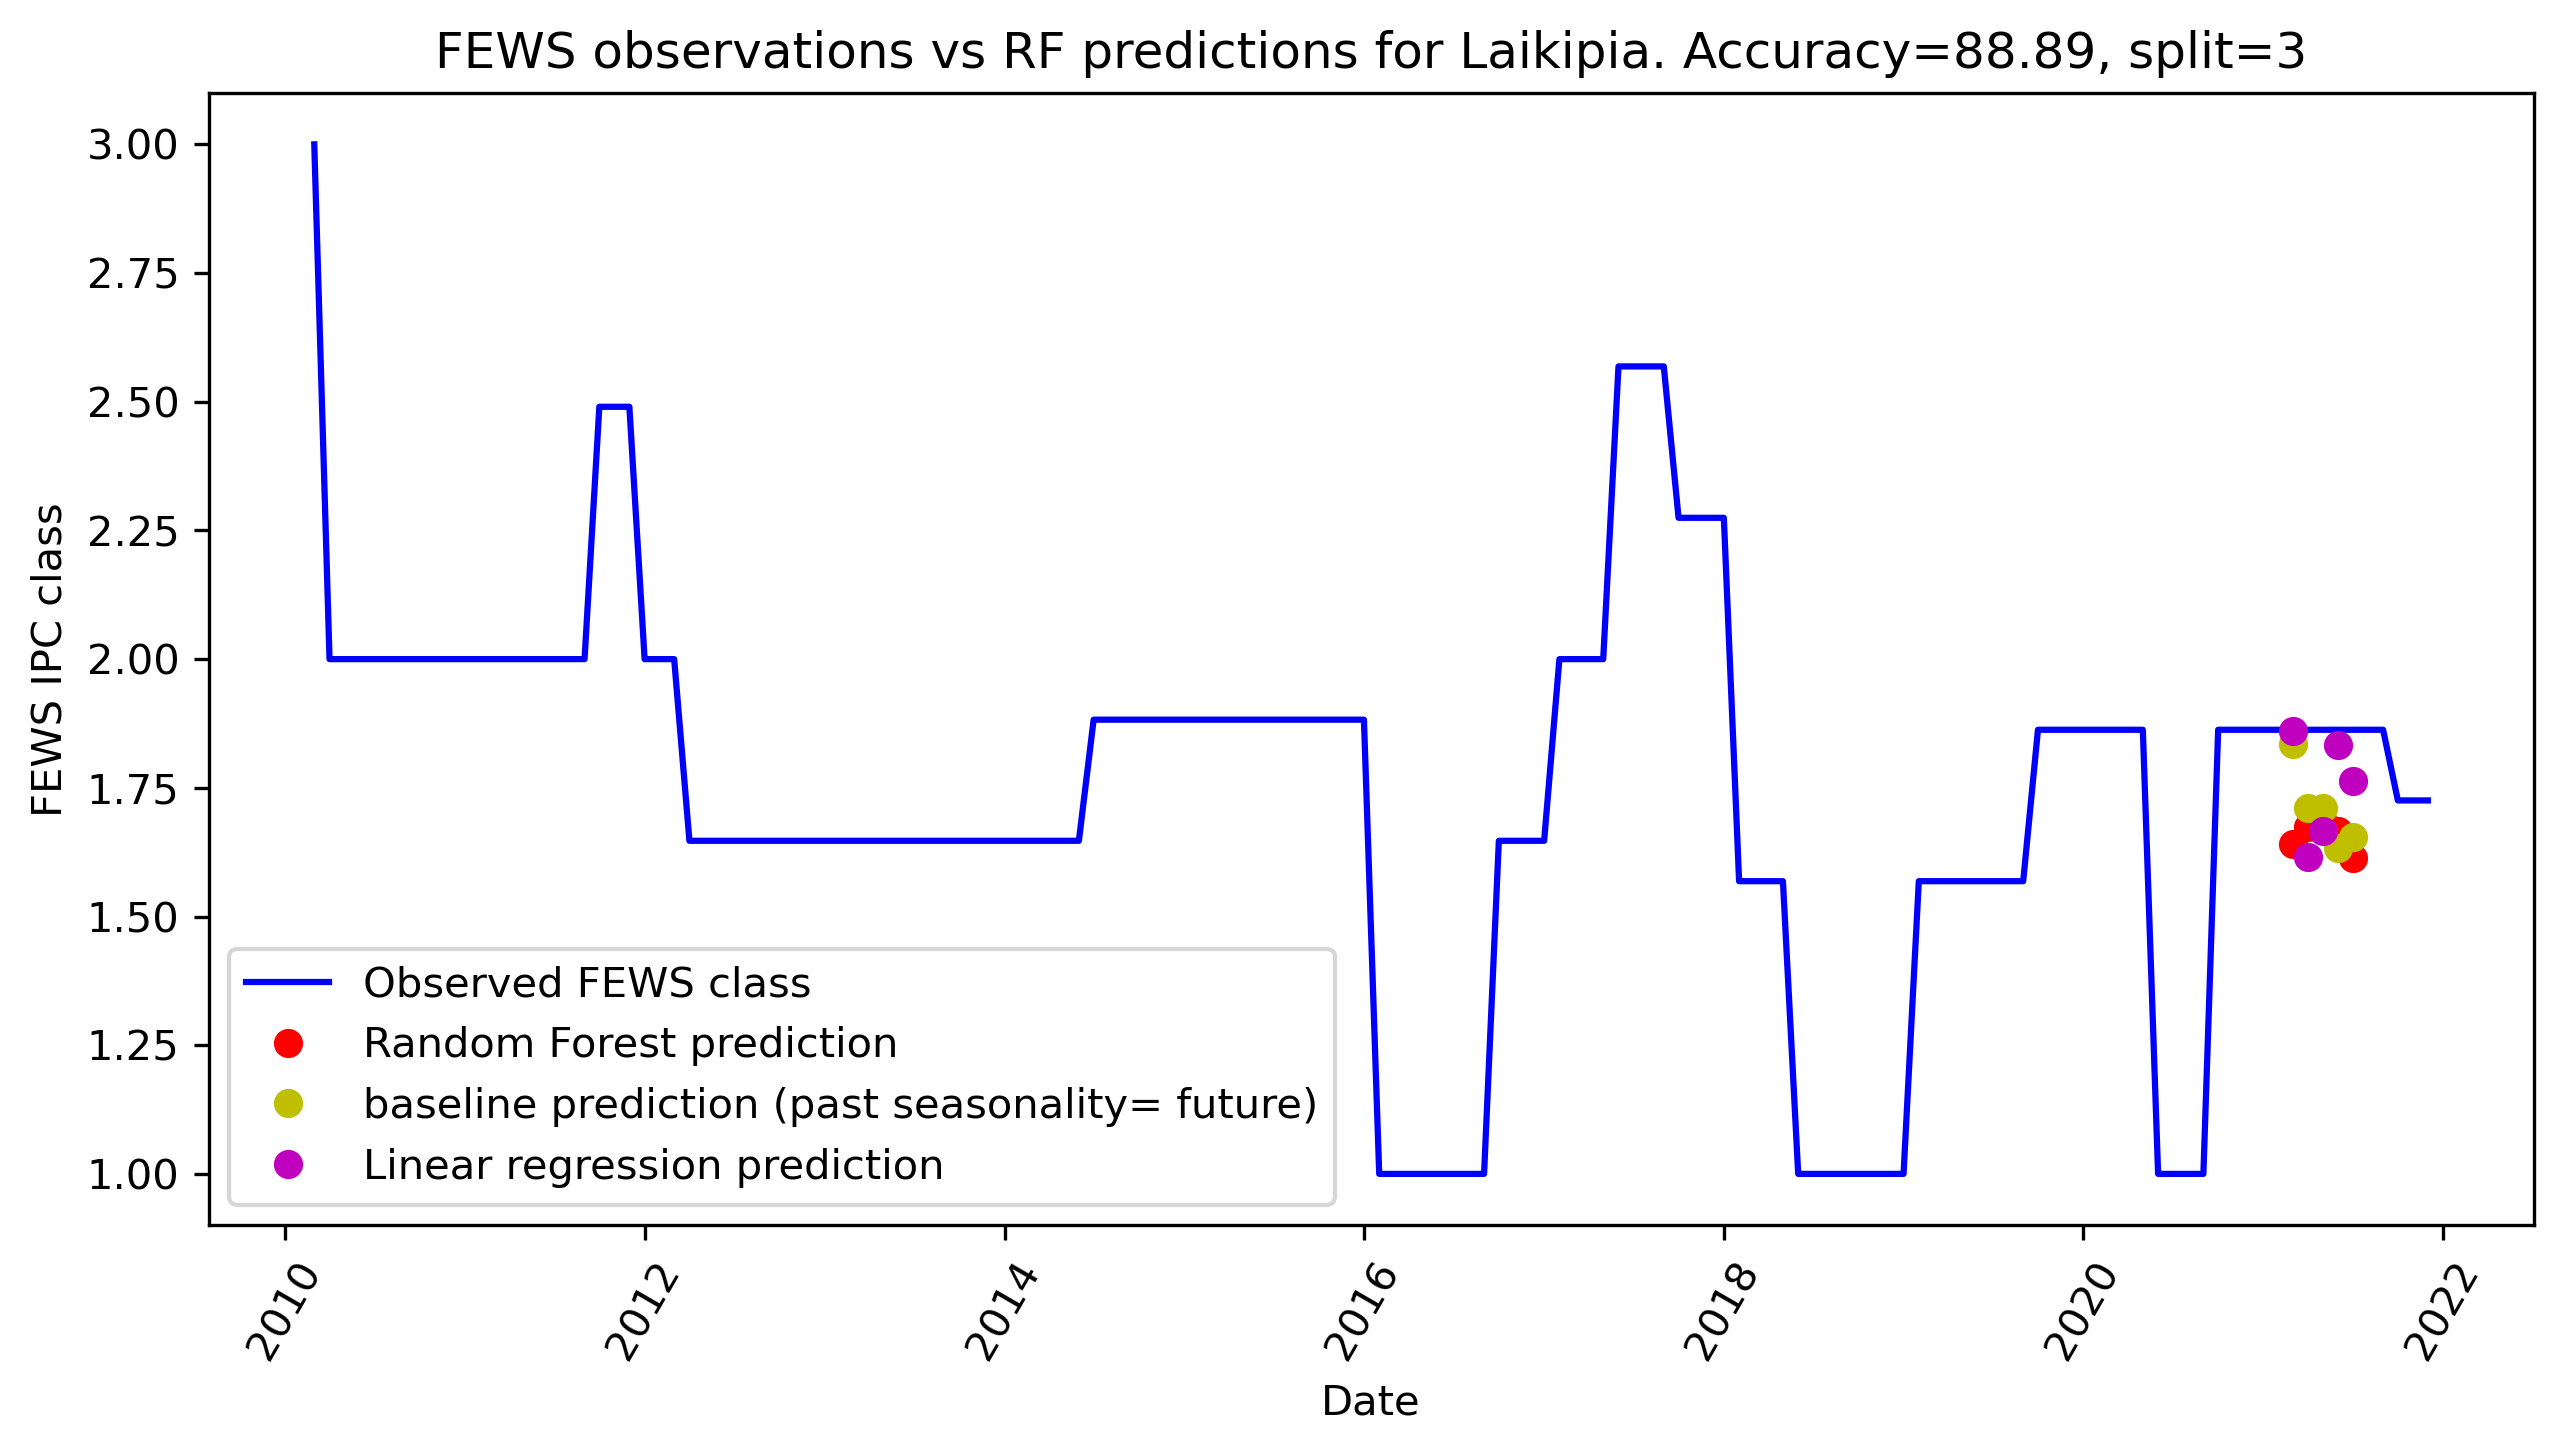 FEWS observations vs RF predictions for Laikipia. Accuracy=88.89, split=3
FEWS IPC class
3.00
2.75
2.50
2.25
2.00
1.75
1.50
1.25
1.00
Observed FEWS class
Random Forest prediction
baseline prediction (past seasonality= future)
Linear regression prediction
2010
2012
2014
2016
2018
2020
2022
Date